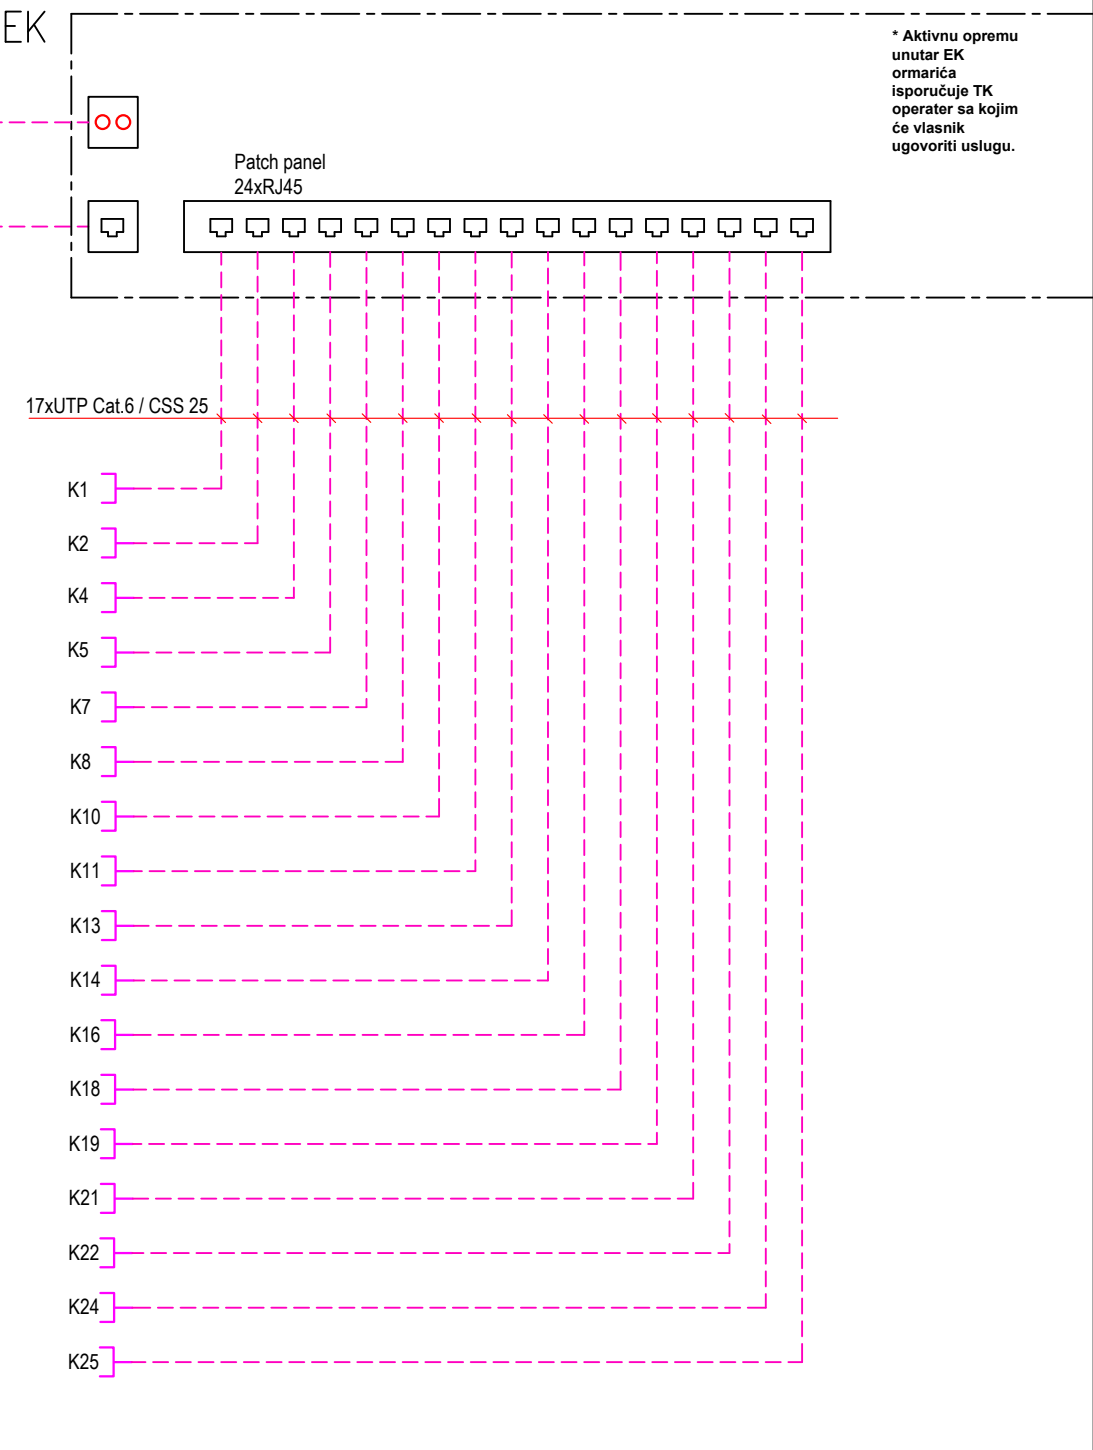 EK
* Aktivnu opremu
unutar EK
ormarića
isporučuje TK
operater sa kojim
će vlasnik
ugovoriti uslugu.
Patch panel
24xRJ45
17xUTP Cat.6 / CSS 25
K1
K2
K4
K5
K7
K8
K10
K11
K13
K14
K16
K18
K19
K21
K22
K24
K25